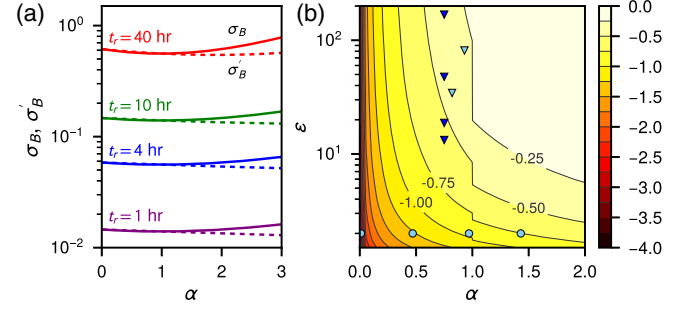 (a)
10⁰
10⁻¹
10⁻²
σ_B, σ_B'
t_r = 40 hr
σ_B
σ_B'
t_r = 10 hr
t_r = 4 hr
t_r = 1 hr
0 1 2 3
α
(b)
10²
10¹
ε
-0.25
-0.75
-1.00
-0.50
0.0 0.5 1.0 1.5 2.0
α
0.0
−0.5
−1.0
−1.5
−2.0
−2.5
−3.0
−3.5
−4.0